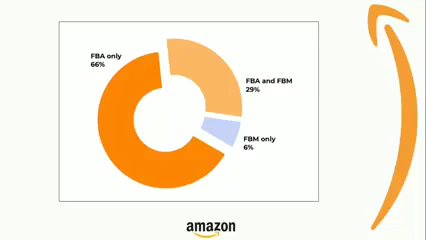 FBA only
66%
FBA and FBM
29%
FBM only
6%
amazon